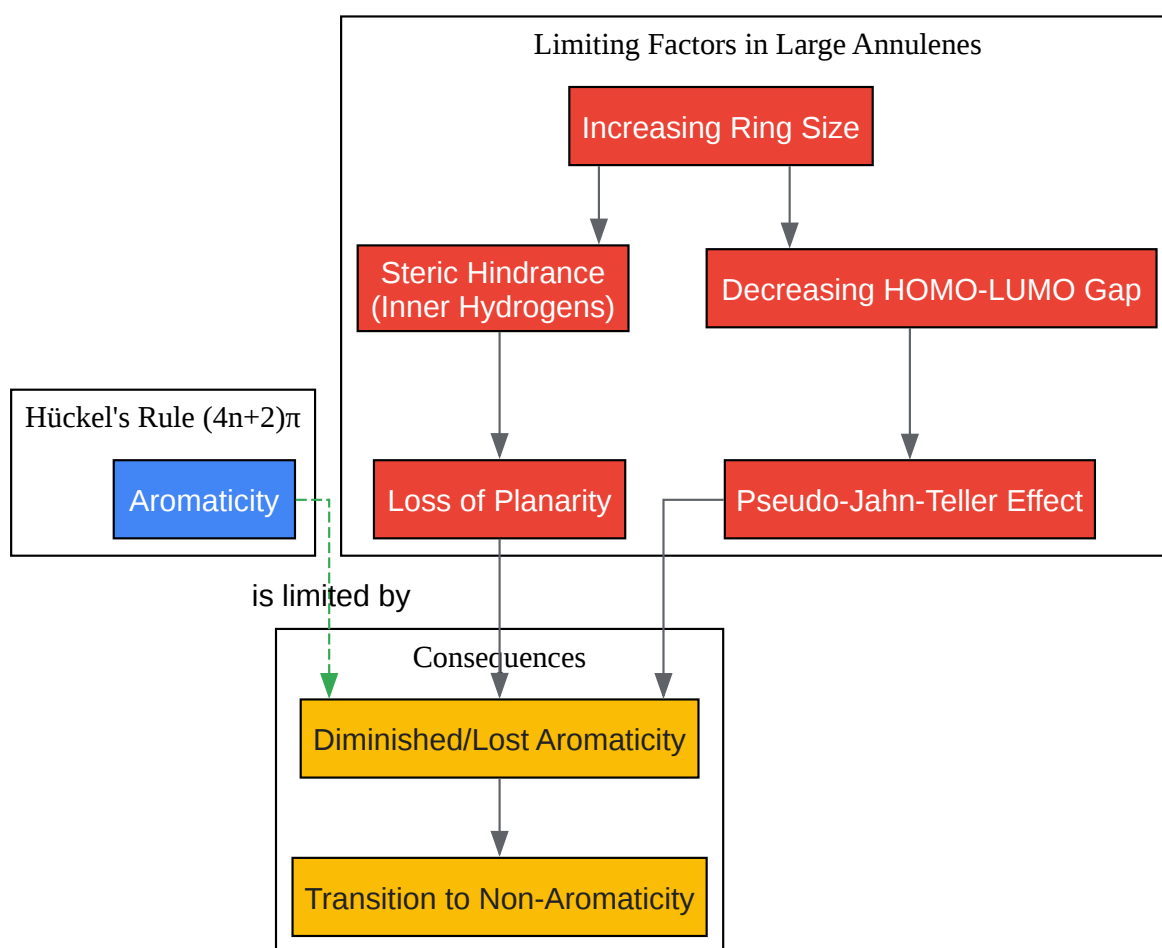 Limiting Factors in Large Annulenes
Increasing Ring Size
Steric Hindrance
(Inner Hydrogens)
Decreasing HOMO-LUMO Gap
Hückel's Rule (4n+2)π
Aromaticity
Loss of Planarity
Pseudo-Jahn-Teller Effect
is limited by
Consequences
Diminished/Lost Aromaticity
Transition to Non-Aromaticity